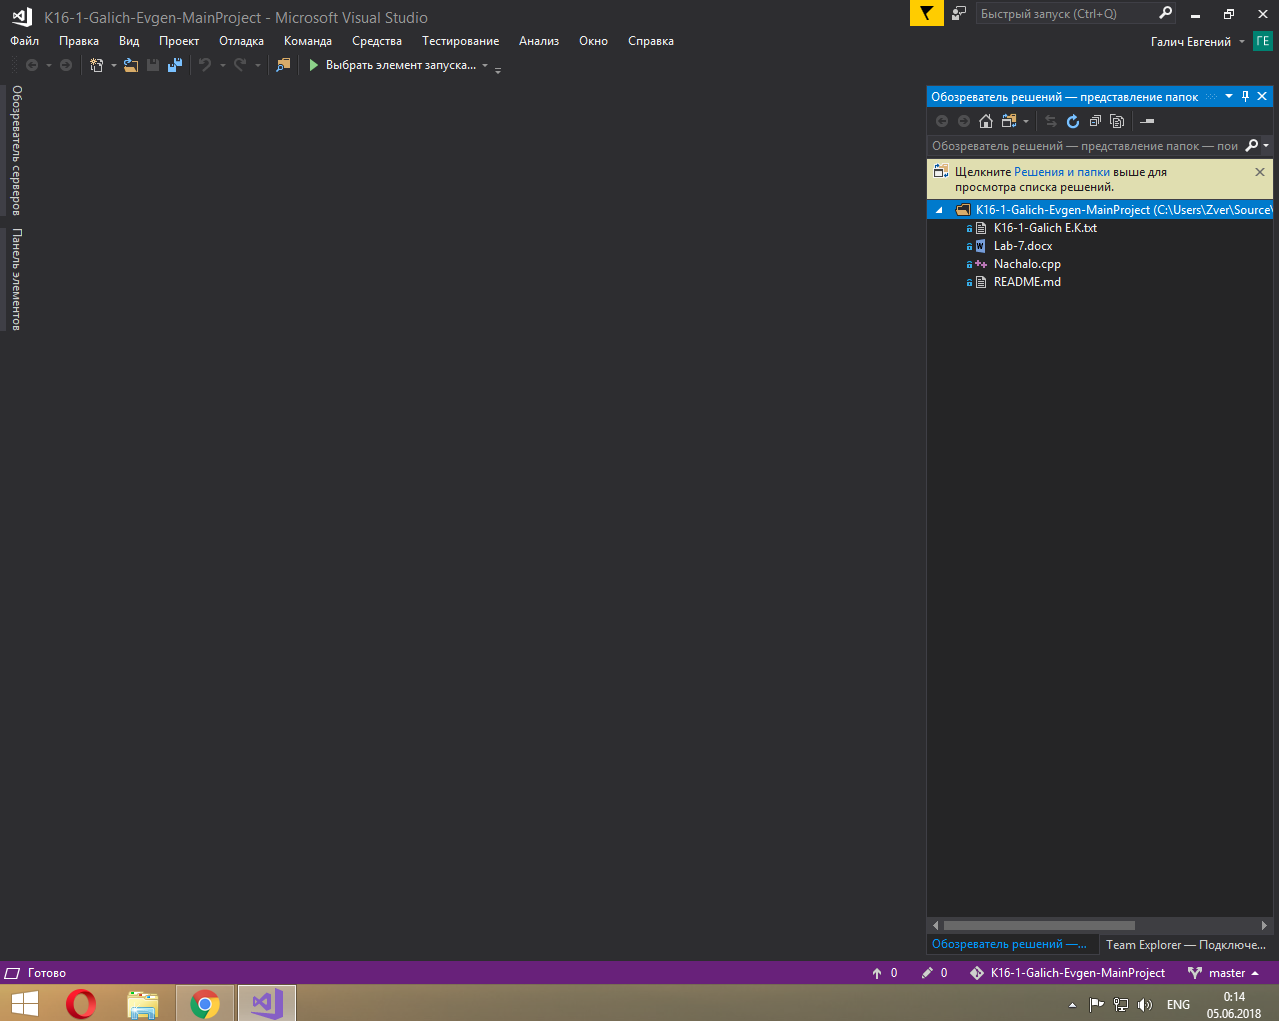 K16-1-Galich-Evgen-MainProject - Microsoft Visual Studio
Быстрый запуск (Ctrl+Q)
Файл Правка Вид Проект Отладка Команда Средства Тестирование Анализ Окно Справка
Галич Евгений ГЕ
Выбрать элемент запуска...
Обозреватель серверов
Панель элементов
Обозреватель решений — представление папок
Обозреватель решений — представление папок — пои
Щелкните Решения и папки выше для
просмотра списка решений.
K16-1-Galich-Evgen-MainProject (C:\Users\Zver\Source\
K16-1-Galich E.K.txt
Lab-7.docx
Nachalo.cpp
README.md
Обозреватель решений —... Team Explorer — Подключе...
Готово 0 0 K16-1-Galich-Evgen-MainProject master
ENG 0:14
05.06.2018